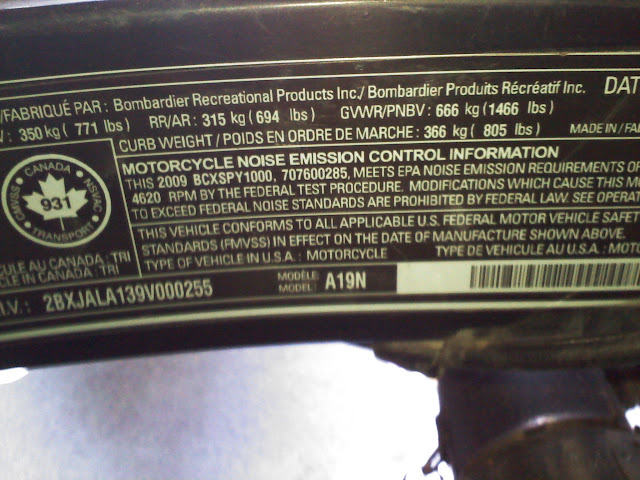 /FABRIQUÉ PAR : Bombardier Recreational Products Inc./ Bombardier Produits Récréatif Inc. DAT
V : 350 kg ( 771 lbs) RR/AR : 315 kg ( 694 lbs) GVWR/PNBV : 666 kg (1466 lbs)
CURB WEIGHT / POIDS EN ORDRE DE MARCHE : 366 kg ( 805 lbs) MADE IN / FA
MOTORCYCLE NOISE EMISSION CONTROL INFORMATION
THIS 2009 BCXSPY1000, 707600285, MEETS EPA NOISE EMISSION REQUIREMENTS OF
4620 RPM BY THE FEDERAL TEST PROCEDURE. MODIFICATIONS WHICH CAUSE THIS M
TO EXCEED FEDERAL NOISE STANDARDS ARE PROHIBITED BY FEDERAL LAW. SEE OPERA
THIS VEHICLE CONFORMS TO ALL APPLICABLE U.S. FEDERAL MOTOR VEHICLE SAFET
STANDARDS (FMVSS) IN EFFECT ON THE DATE OF MANUFACTURE SHOWN ABOVE.
TYPE OF VEHICLE IN U.S.A : MOTORCYCLE TYPE DE VÉHICULE AU U.S.A. : MOT
CANADA
CMVSS 931 NSVAC
TRANSPORT
CULE AU CANADA : TRI
ICLE IN CANADA : TRI
I.V. : 2BXJALA139V000255
MODÈLE
MODEL A19N